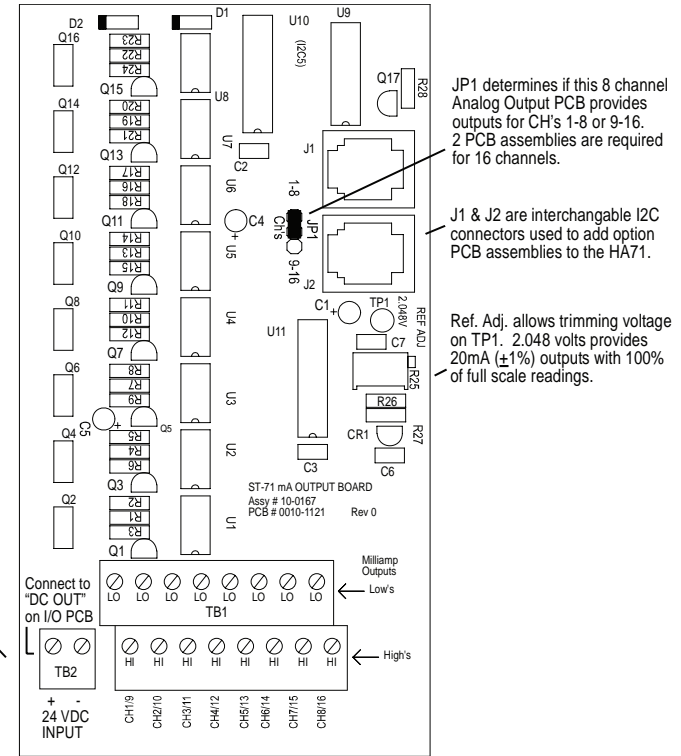 D2
D1
U10
U9
(I2C5)
Q16
R23
R22
R24
Q15
Q17
R28
U8
Q14
R20
R19
R21
Q13
U7
C2
J1
Q12
R17
R16
R18
Q11
U6
C4
+
1-8
JP1
Ch's
9-16
J2
Q10
R14
R13
R15
Q9
U5
Q8
R11
R10
R12
Q7
U4
U11
C1
+
TP1
2.048V
REF ADJ
C7
R25
Q6
R8
R7
R9
C5
+
Q5
U3
R26
R27
CR1
C6
Q4
R5
R4
R6
Q3
U2
C3
ST-71 mA OUTPUT BOARD
Assy # 10-0167
PCB # 0010-1121 Rev 0
Q2
R2
R1
R3
Q1
U1
Milliamp
Outputs
Low's
LO LO LO LO LO LO LO LO
TB1
Connect to
“DC OUT”
on I/O PCB
HI HI HI HI HI HI HI HI
High's
TB2
+ -
24 VDC
INPUT
CH1/9
CH2/10
CH3/11
CH4/12
CH5/13
CH6/14
CH7/15
CH8/16
JP1 determines if this 8 channel
Analog Output PCB provides
outputs for CH's 1-8 or 9-16.
2 PCB assemblies are required
for 16 channels.
J1 & J2 are interchangable I2C
connectors used to add option
PCB assemblies to the HA71.
Ref. Adj. allows trimming voltage
on TP1. 2.048 volts provides
20mA (±1%) outputs with 100%
of full scale readings.